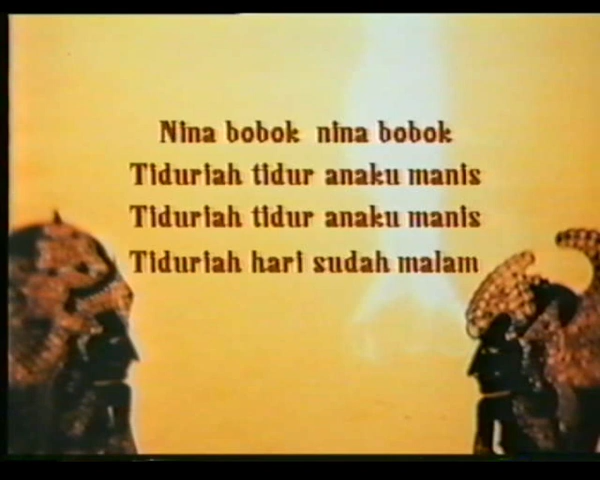 Nina bobok nina bobok
Tidurlah tidur anaku manis
Tidurlah tidur anaku manis
Tidurlah hari sudah malam